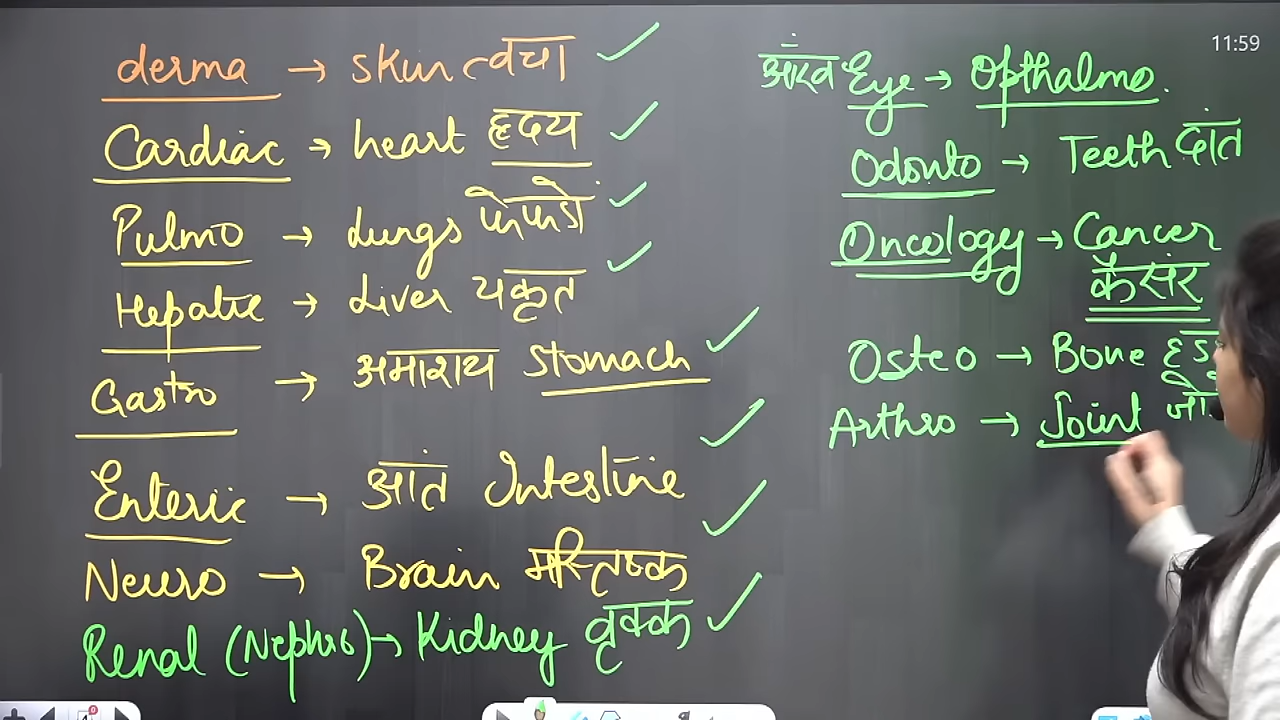 derma → skin त्वचा ✓
Cardiac → heart हृदय ✓
Pulmo → Lungs फेफडो ✓
Hepatic → Liver यकृत ✓
Gastro → अमाशय Stomach ✓
Enteric → आंत Intestine ✓
Neuro → Brain मस्तिष्क ✓
Renal (Nephro) → Kidney वृक्क ✓
11:59
आंख Eye → Opthalmo.
Odonto → Teeth दांत
Oncology → Cancer
कैंसर
Osteo → Bone
Arthro → Joint